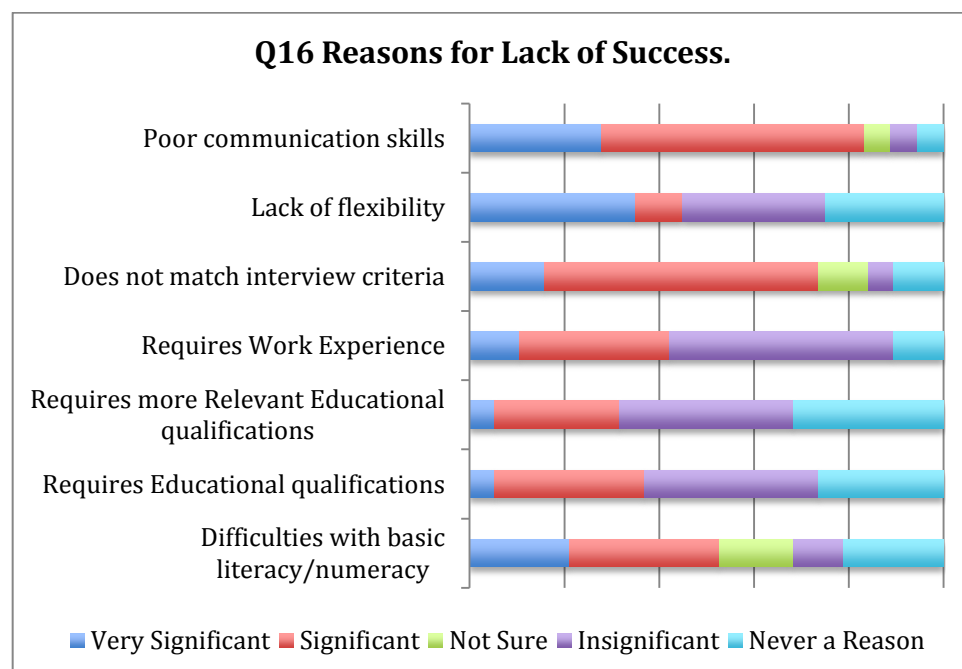 Q16 Reasons for Lack of Success.
Poor communication skills
Lack of flexibility
Does not match interview criteria
Requires Work Experience
Requires more Relevant Educational
qualifications
Requires Educational qualifications
Difficulties with basic
literacy/numeracy
Very Significant Significant Not Sure Insignificant Never a Reason